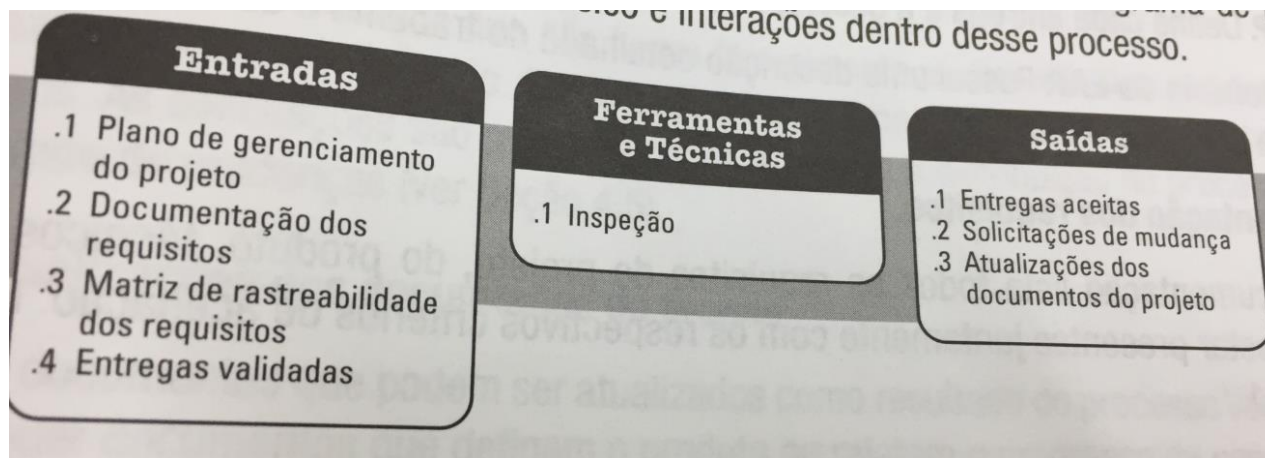 e interações dentro desse processo.
Entradas
.1 Plano de gerenciamento
do projeto
.2 Documentação dos
requisitos
.3 Matriz de rastreabilidade
dos requisitos
.4 Entregas validadas
Ferramentas
e Técnicas
.1 Inspeção
Saídas
.1 Entregas aceitas
.2 Solicitações de mudança
.3 Atualizações dos
documentos do projeto